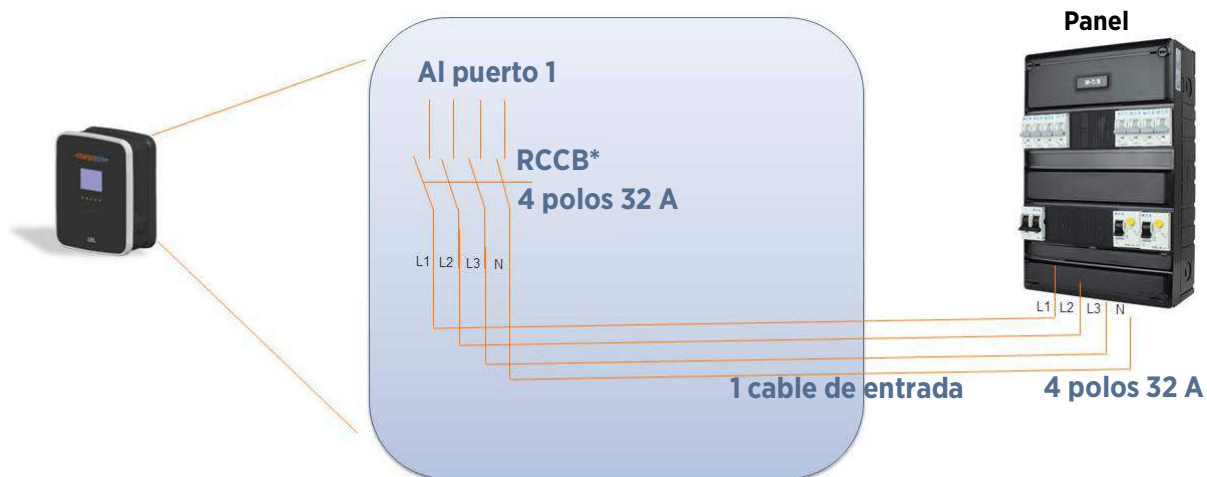 Panel
Al puerto 1
RCCB*
4 polos 32 A
L1 L2 L3 N
L1 L2 L3 N
1 cable de entrada
4 polos 32 A